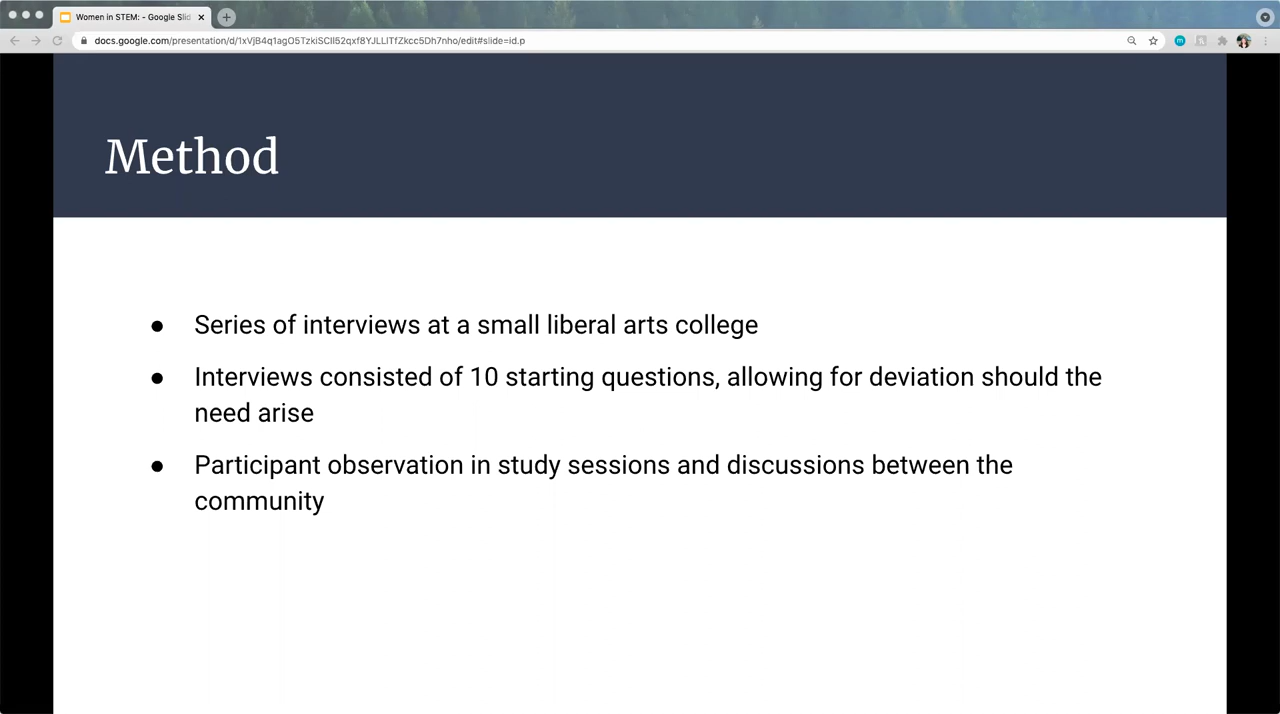 Women in STEM: - Google Slid
docs.google.com/presentation/d/1xVjB4q1agO5TzkiSCIl52qxf8YJLLlTfZkcc5Dh7nho/edit#slide=id.p
Method
● Series of interviews at a small liberal arts college
● Interviews consisted of 10 starting questions, allowing for deviation should the
need arise
● Participant observation in study sessions and discussions between the
community